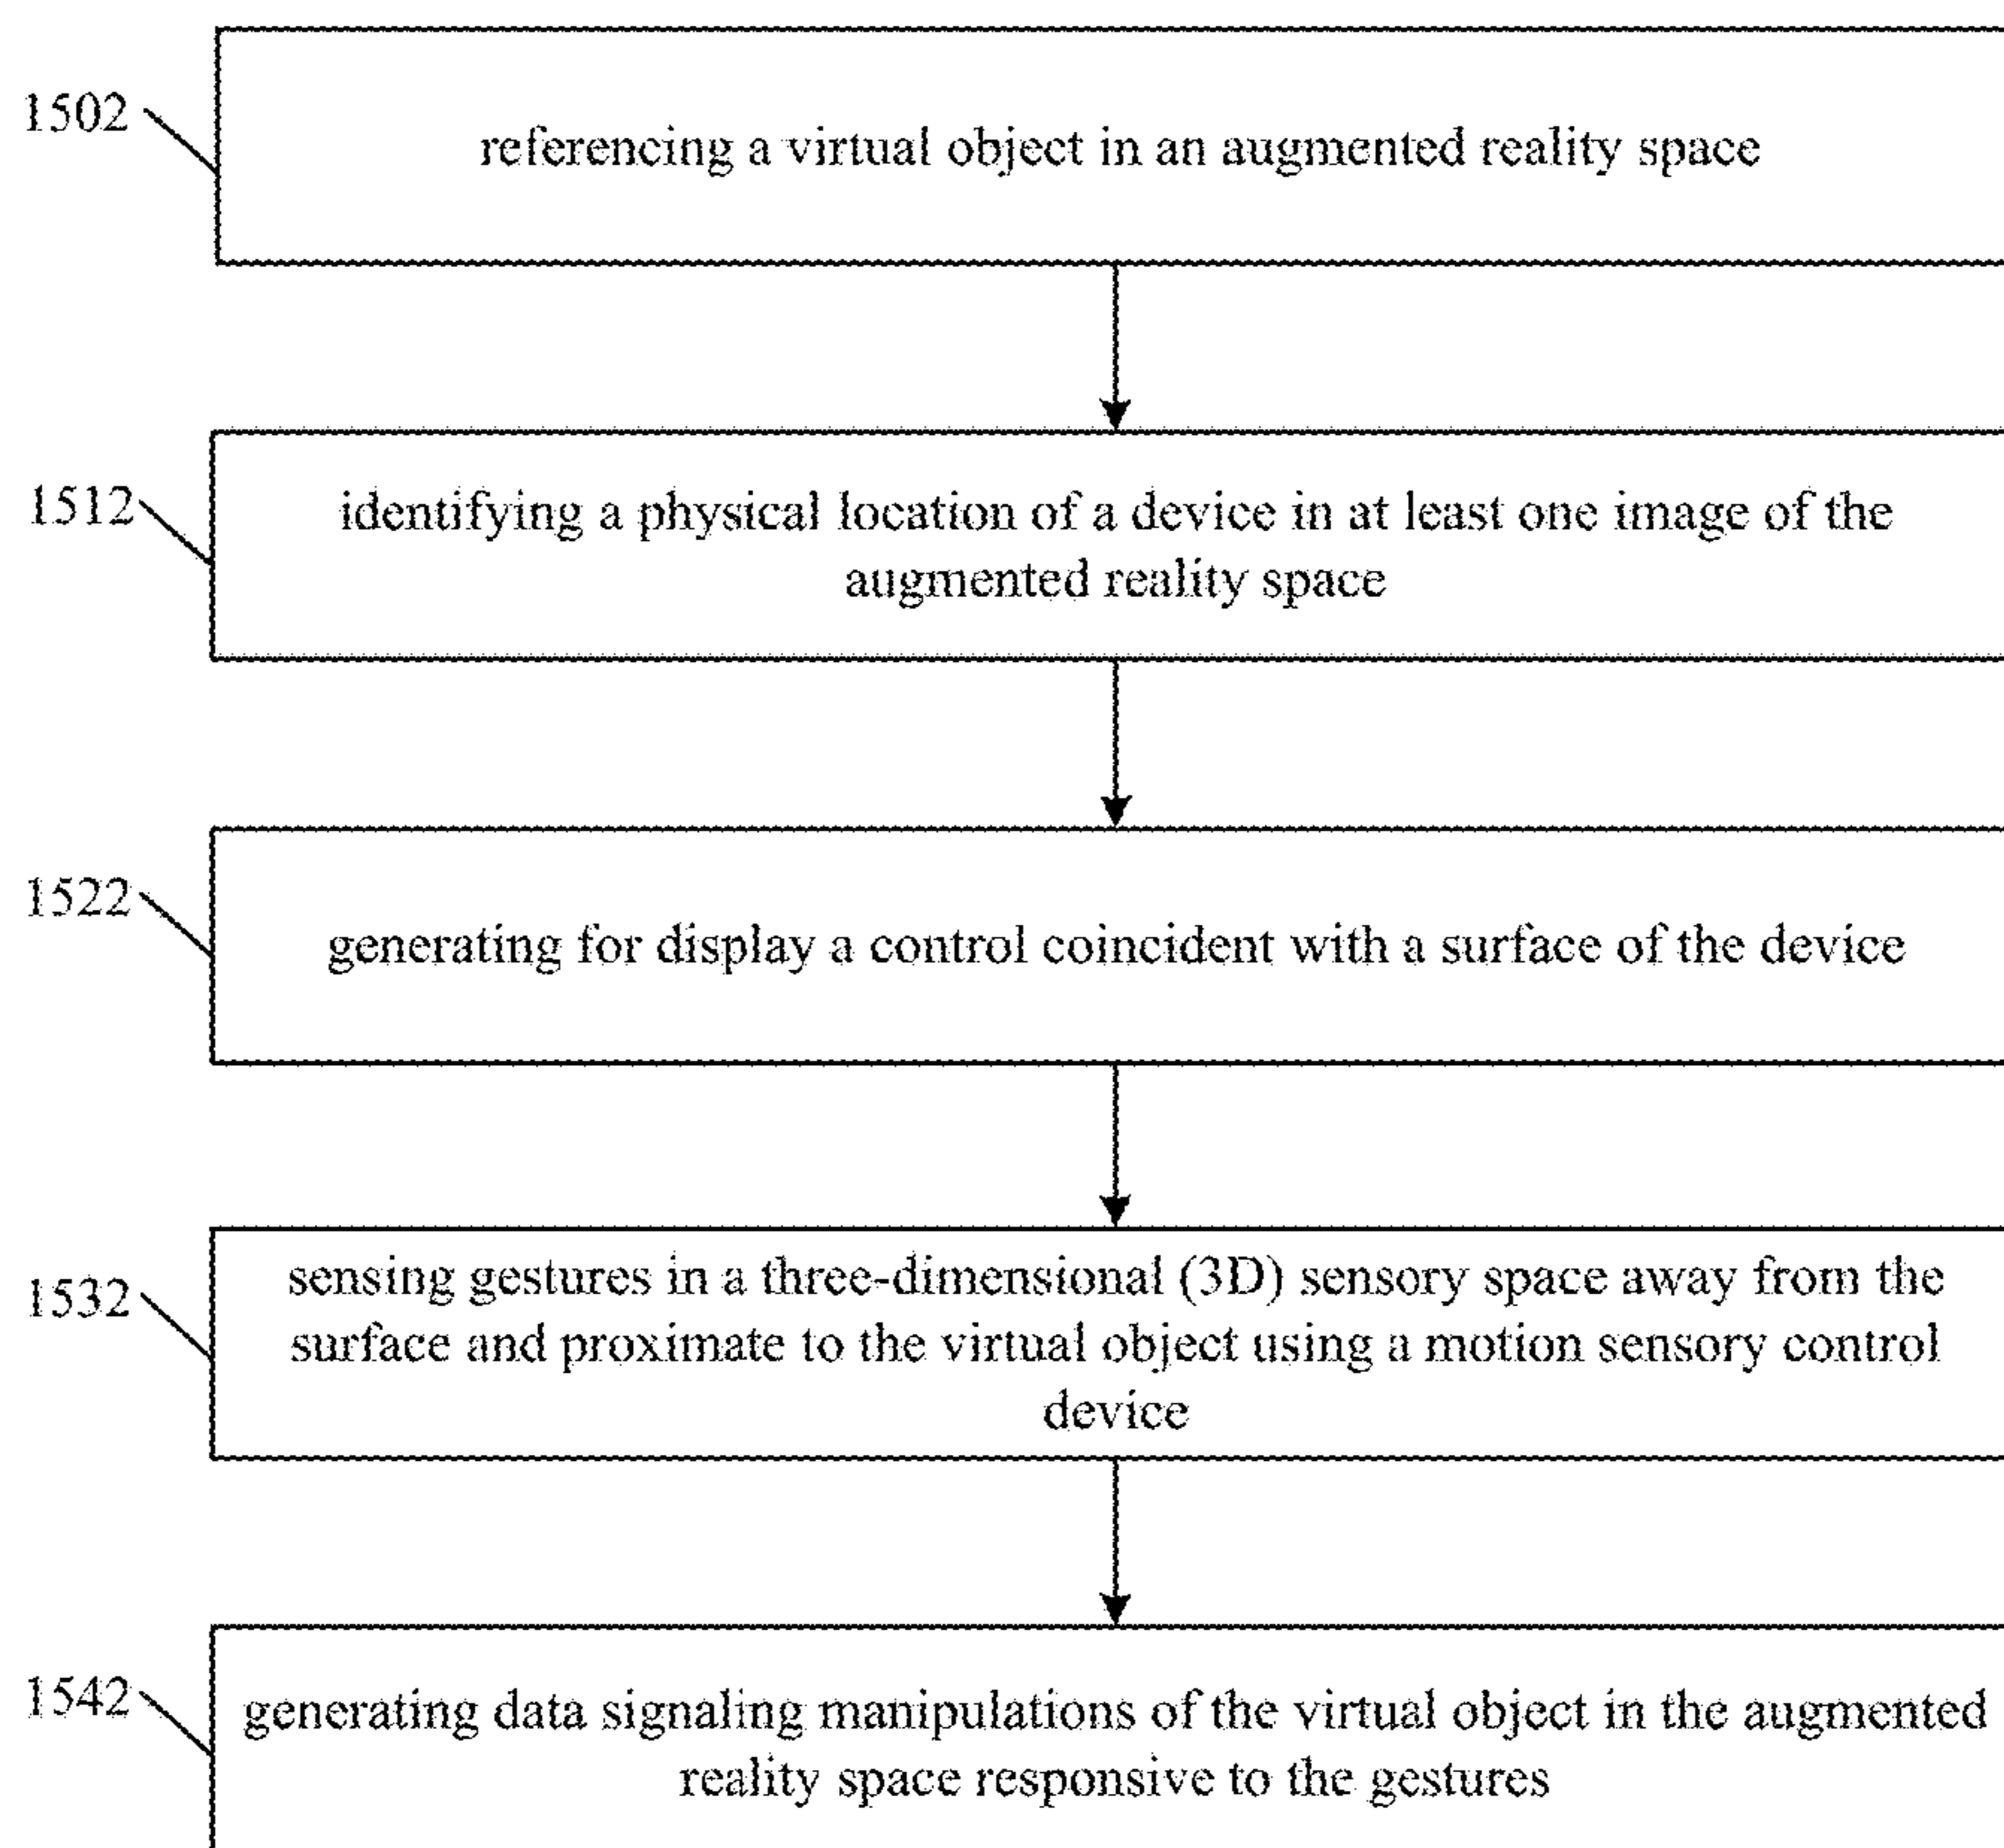 1502
referencing a virtual object in an augmented reality space
1512
identifying a physical location of a device in at least one image of the
augmented reality space
1522
generating for display a control coincident with a surface of the device
1532
sensing gestures in a three-dimensional (3D) sensory space away from the
surface and proximate to the virtual object using a motion sensory control
device
1542
generating data signaling manipulations of the virtual object in the augmented
reality space responsive to the gestures